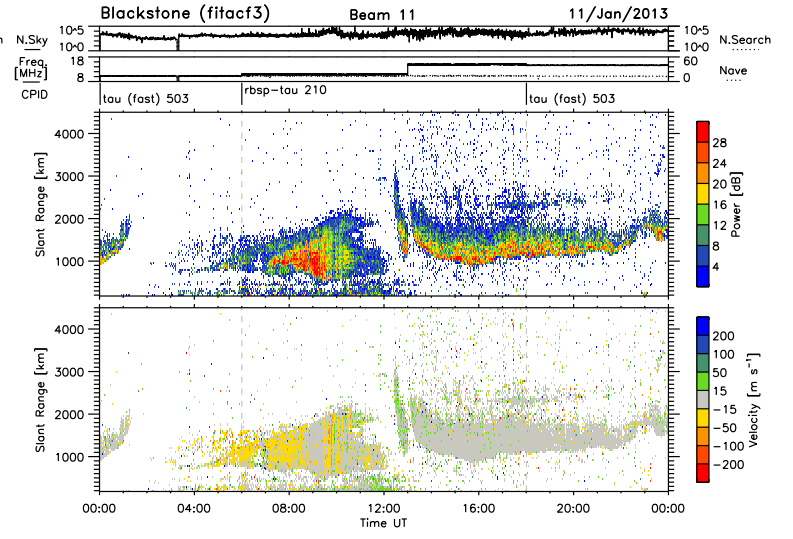 Blackstone (fitacf3) Beam 11 11/Jan/2013
N.Sky 10^5 10^0 10^5 10^0 N.Search
Freq. [MHz] 18 8 60 0 Nave
CPID tau (fast) 503 rbsp-tau 210 tau (fast) 503
Slant Range [km]
4000
3000
2000
1000
28
24
20
16
12
8
4
Power [dB]
Slant Range [km]
4000
3000
2000
1000
200
100
50
15
-15
-50
-100
-200
Velocity [m s⁻¹]
00:00 04:00 08:00 12:00 16:00 20:00 00:00
Time UT